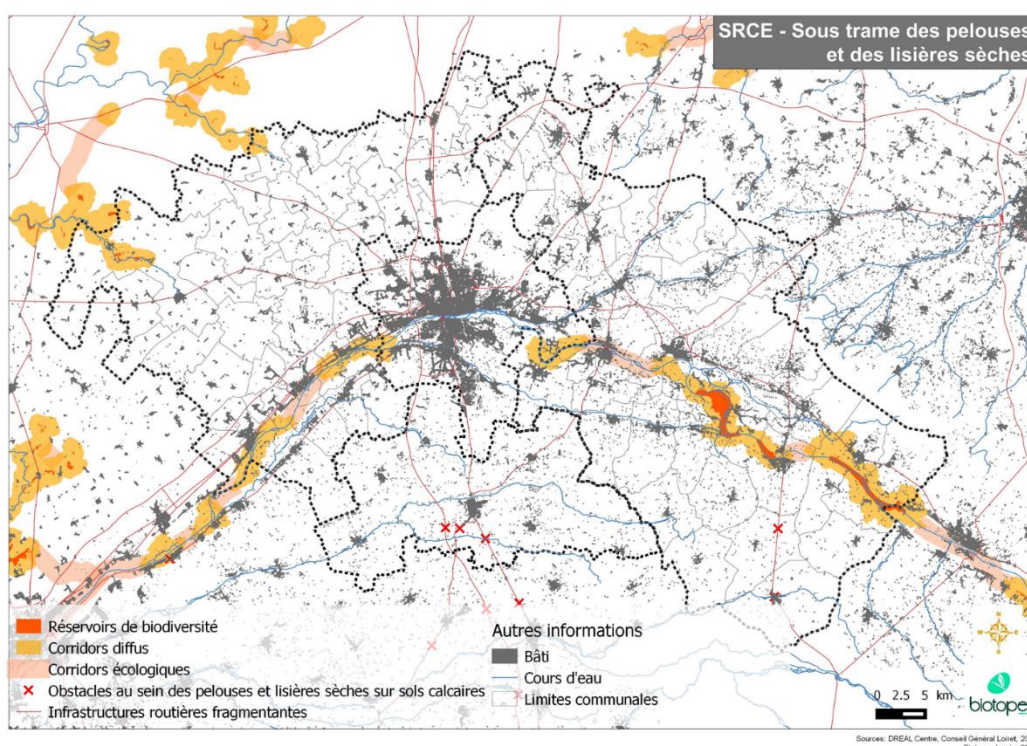 SRCE - Sous trame des pelouses
et des lisières sèches
Réservoirs de biodiversité
Corridors diffus
Corridors écologiques
Obstacles au sein des pelouses et lisières sèches sur sols calcaires
Infrastructures routières fragmentantes
Autres informations
Bâti
Cours d'eau
Limites communales
N
W E
S
0 2.5 5 km
biotope
Sources: DREAL Centre, Conseil Général Loiret, 20